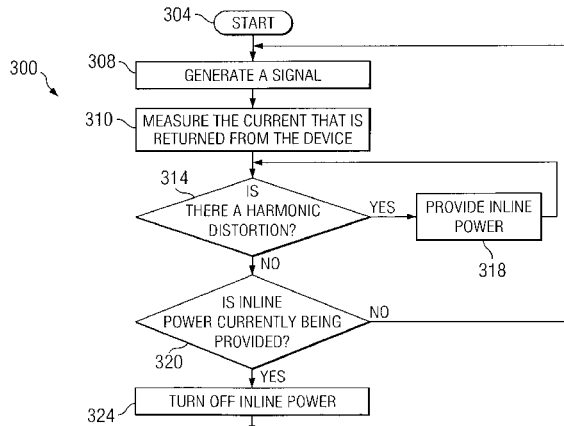 304
START
300
308
GENERATE A SIGNAL
310
MEASURE THE CURRENT THAT IS
RETURNED FROM THE DEVICE
314
IS
THERE A HARMONIC
DISTORTION?
YES
PROVIDE INLINE
POWER
318
NO
IS INLINE
POWER CURRENTLY BEING
PROVIDED?
NO
320
YES
324
TURN OFF INLINE POWER